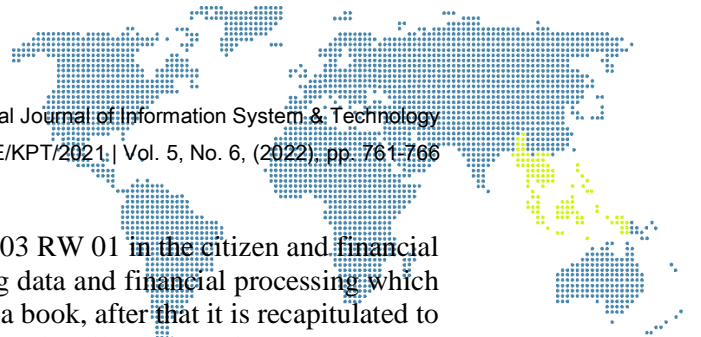 al Journal of Information System & Technology
E/KPT/2021 | Vol. 5, No. 6, (2022), pp. 761-766
03 RW 01 in the citizen and financial
g data and financial processing which
a book, after that it is recapitulated to